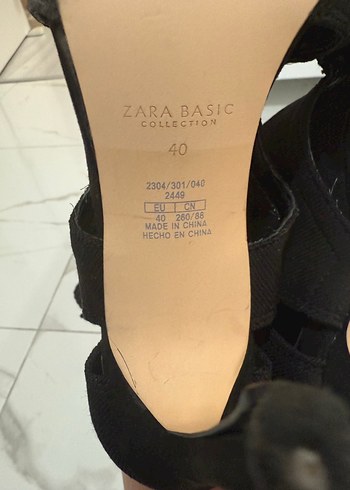 ZARA BASIC
COLLECTION
40
2304/301/040
2449
EU CN
40 260/88
MADE IN CHINA
HECHO EN CHINA